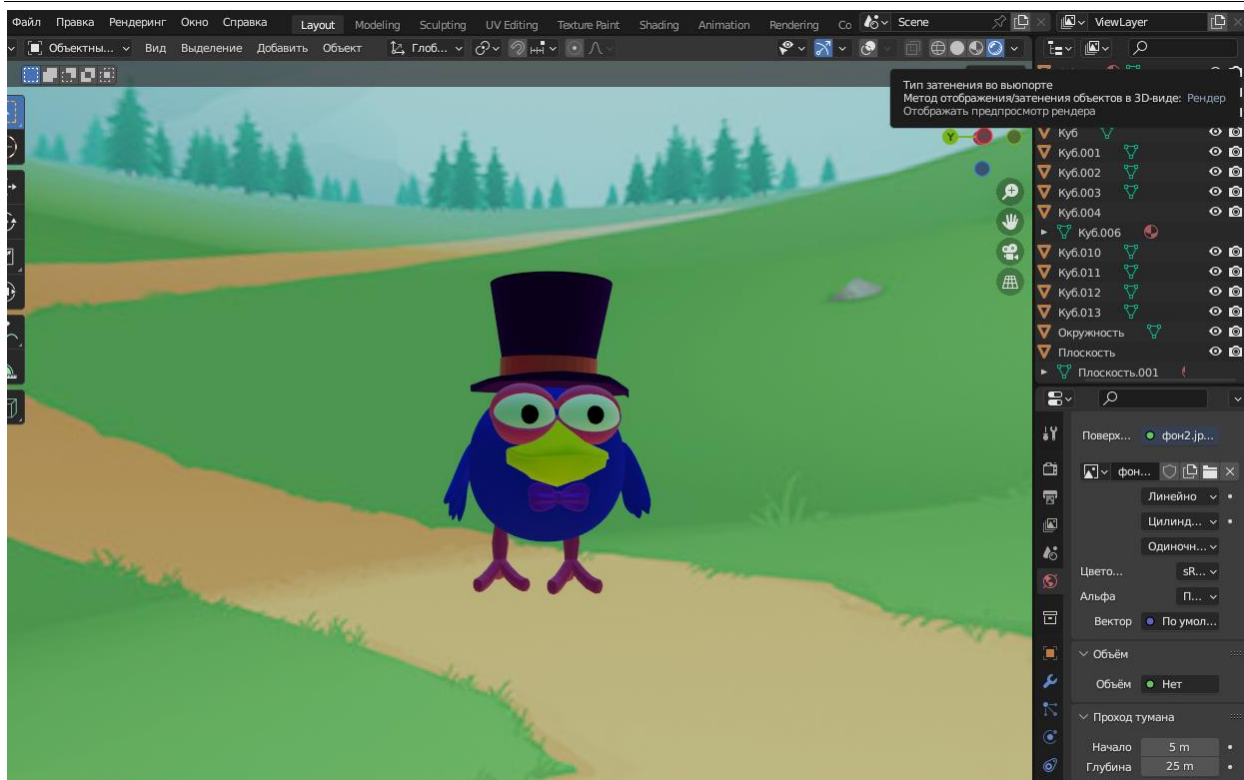 Файл Правка Рендеринг Окно Справка Layout Modeling Sculpting UV Editing Texture Paint Shading Animation Rendering Co Scene ViewLayer
Объектны... Вид Выделение Добавить Объект Глоб...
Тип затенения во вьюпорте
Метод отображения/затенения объектов в 3D-виде: Рендер
Отображать предпросмотр рендера
Y
Куб
Куб.001
Куб.002
Куб.003
Куб.004
Куб.006
Куб.010
Куб.011
Куб.012
Куб.013
Окружность
Плоскость
Плоскость.001
Поверх... фон2.jp...
фон...
Линейно
Цилинд...
Одиночн...
Цвето... sR...
Альфа П...
Вектор По умол...
Объём
Объём Нет
Проход тумана
Начало 5 m
Глубина 25 m